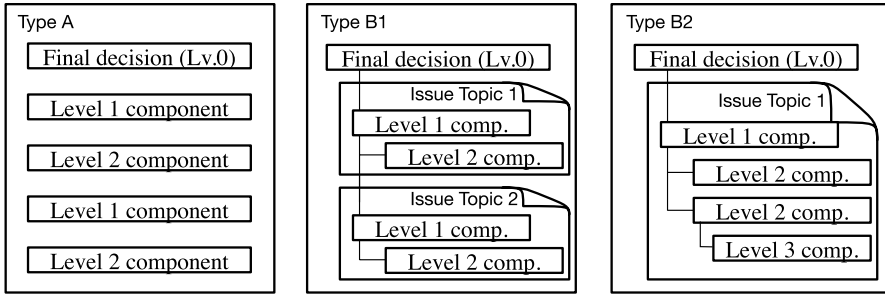 Type A
Final decision (Lv.0)
Level 1 component
Level 2 component
Level 1 component
Level 2 component
Type B1
Final decision (Lv.0)
Issue Topic 1
Level 1 comp.
Level 2 comp.
Issue Topic 2
Level 1 comp.
Level 2 comp.
Type B2
Final decision (Lv.0)
Issue Topic 1
Level 1 comp.
Level 2 comp.
Level 2 comp.
Level 3 comp.